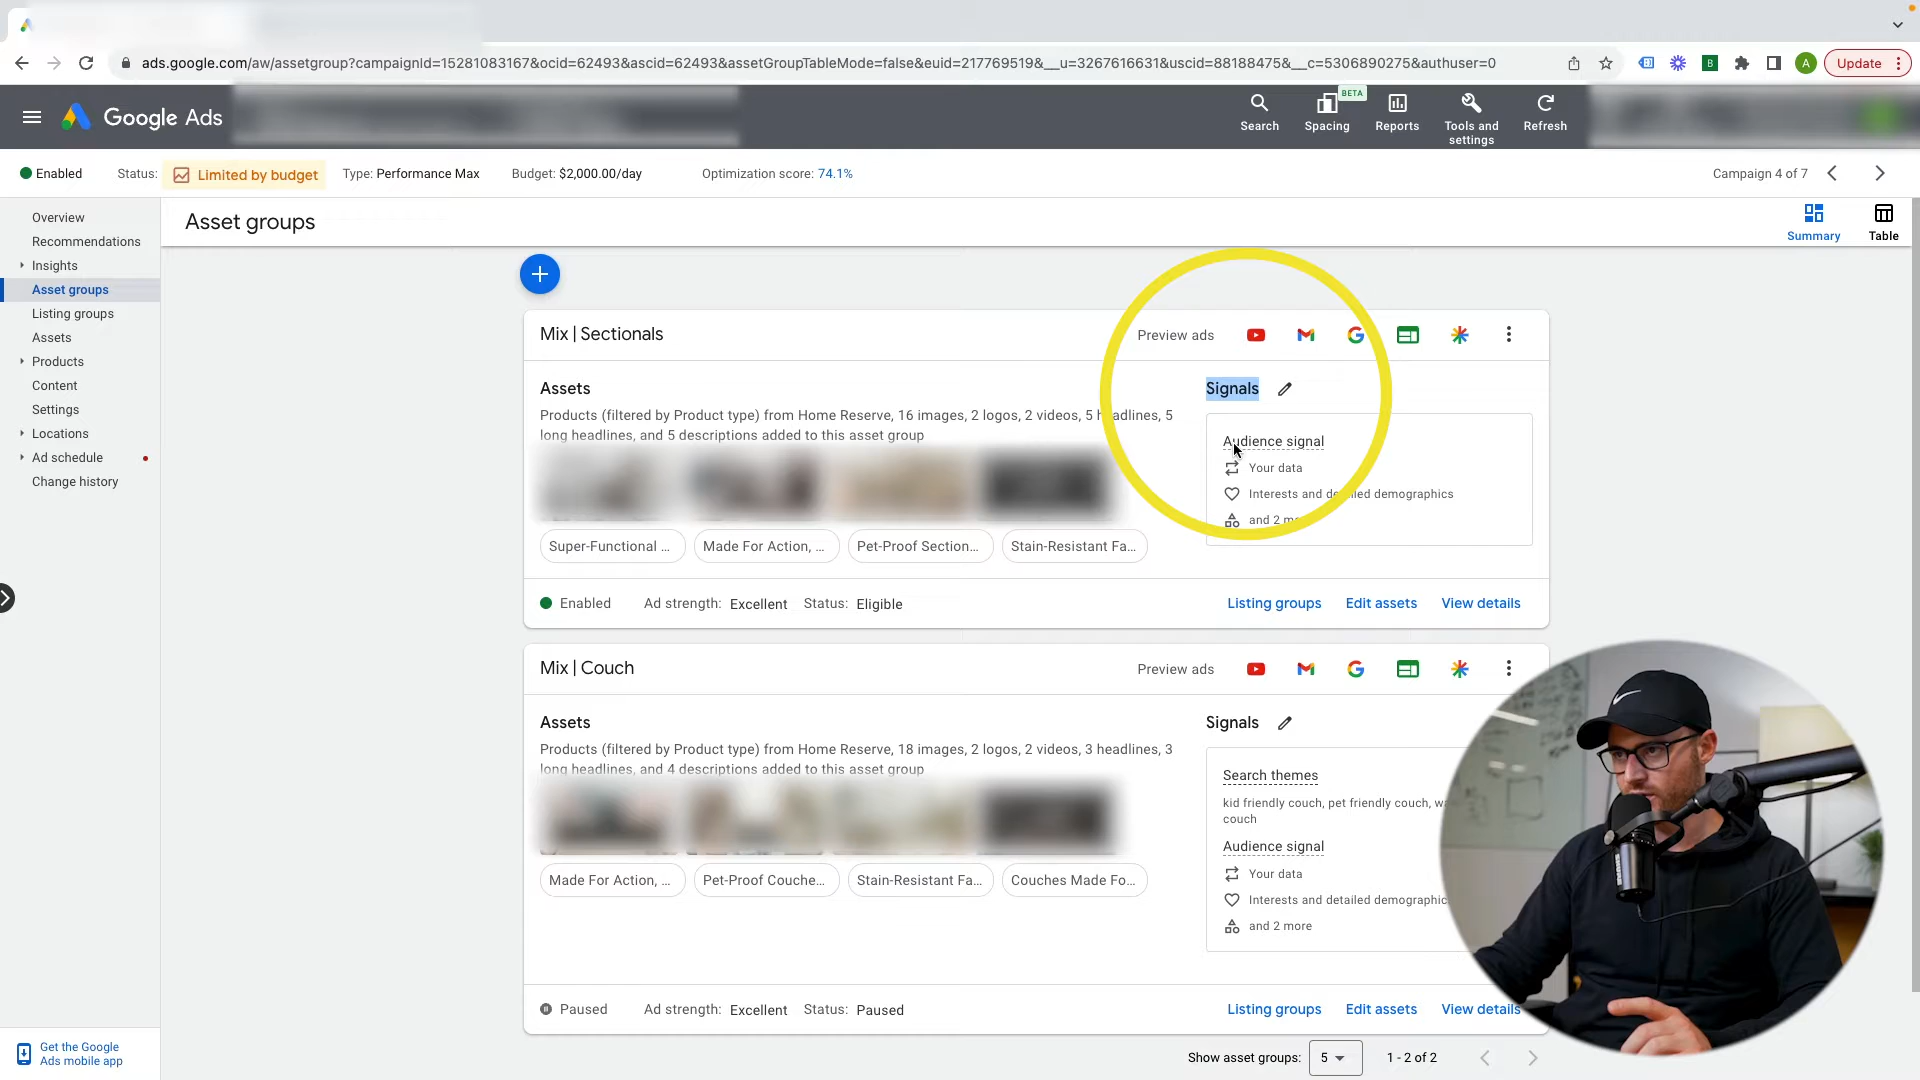 ads.google.com/aw/assetgroup?campaignId=15281083167&ocid=62493&ascid=62493&assetGroupTableMode=false&euid=217769519&__u=3267616631&uscid=88188475&__c=5306890275&authuser=0
B
A
Update
Google Ads
Search
BETA
Spacing
Reports
Tools and
settings
Refresh
Enabled
Status: Limited by budget
Type: Performance Max
Budget: $2,000.00/day
Optimization score: 74.1%
Campaign 4 of 7
Overview
Recommendations
Insights
Asset groups
Listing groups
Assets
Products
Content
Settings
Locations
Ad schedule
Change history
Get the Google
Ads mobile app
Asset groups
Summary
Table
Mix | Sectionals
Preview ads
Assets
Products (filtered by Product type) from Home Reserve, 16 images, 2 logos, 2 videos, 5 headlines, 5
long headlines, and 5 descriptions added to this asset group
Super-Functional ...
Made For Action, ...
Pet-Proof Section...
Stain-Resistant Fa...
Signals
Audience signal
Your data
Interests and detailed demographics
and 2 more
Enabled
Ad strength: Excellent
Status: Eligible
Listing groups
Edit assets
View details
Mix | Couch
Preview ads
Assets
Products (filtered by Product type) from Home Reserve, 18 images, 2 logos, 2 videos, 3 headlines, 3
long headlines, and 4 descriptions added to this asset group
Made For Action, ...
Pet-Proof Couche...
Stain-Resistant Fa...
Couches Made Fo...
Signals
Search themes
kid friendly couch, pet friendly couch,
couch
Audience signal
Your data
Interests and detailed demographic
and 2 more
Paused
Ad strength: Excellent
Status: Paused
Listing groups
Edit assets
View details
Show asset groups: 5
1 - 2 of 2